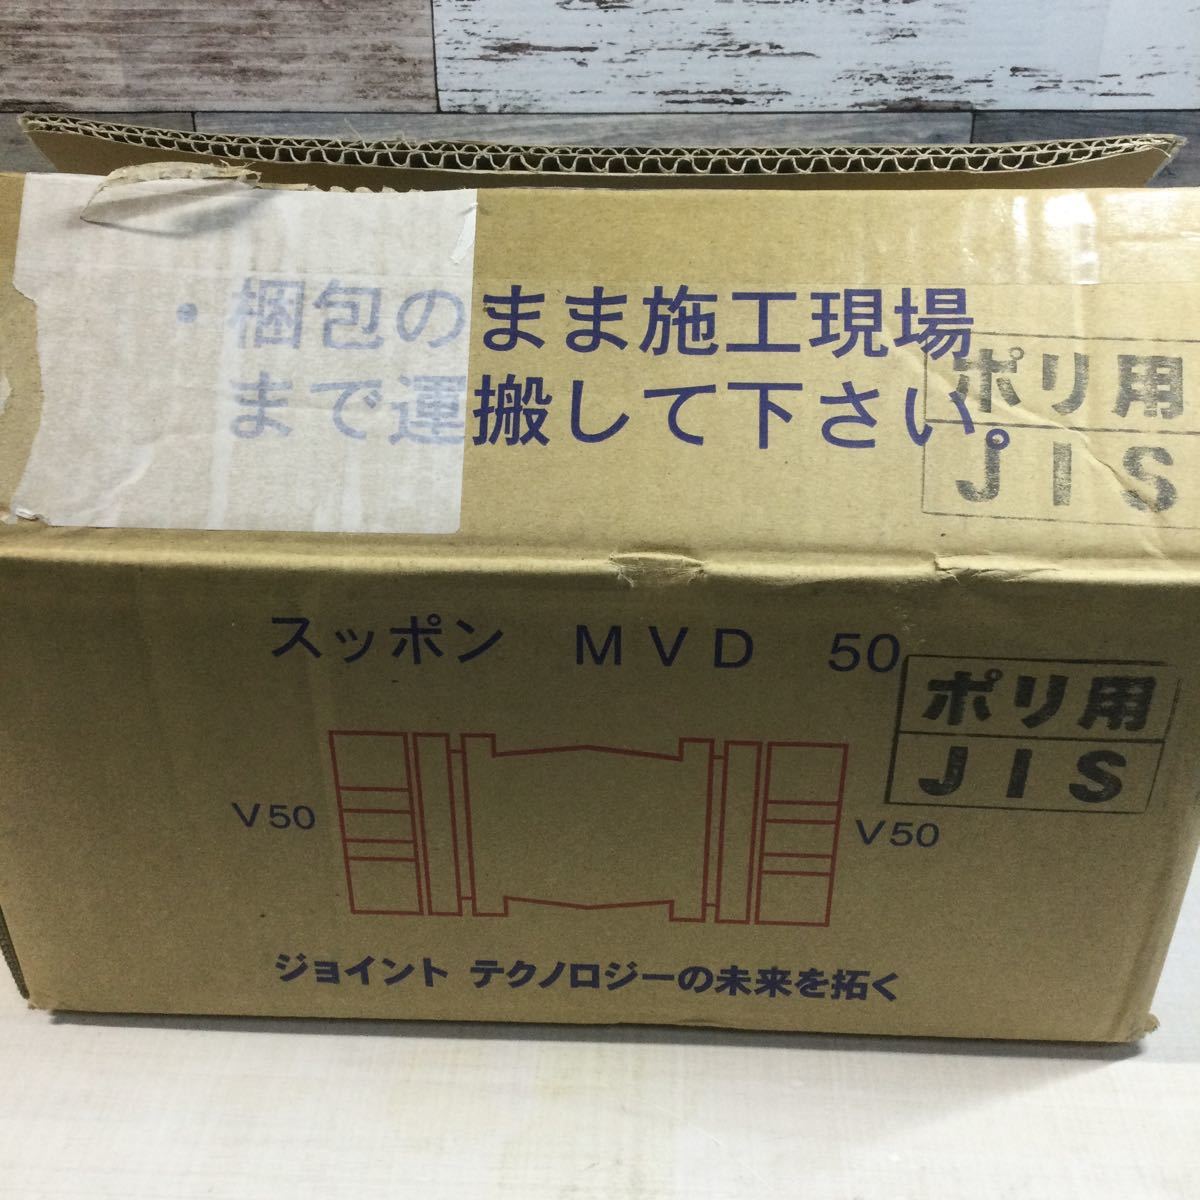 ・梱包のまま施工現場
まで運搬して下さい。
ポリ用
JIS
スッポン MVD 50
ポリ用
JIS
V50
V50
ジョイント テクノロジーの未来を拓く